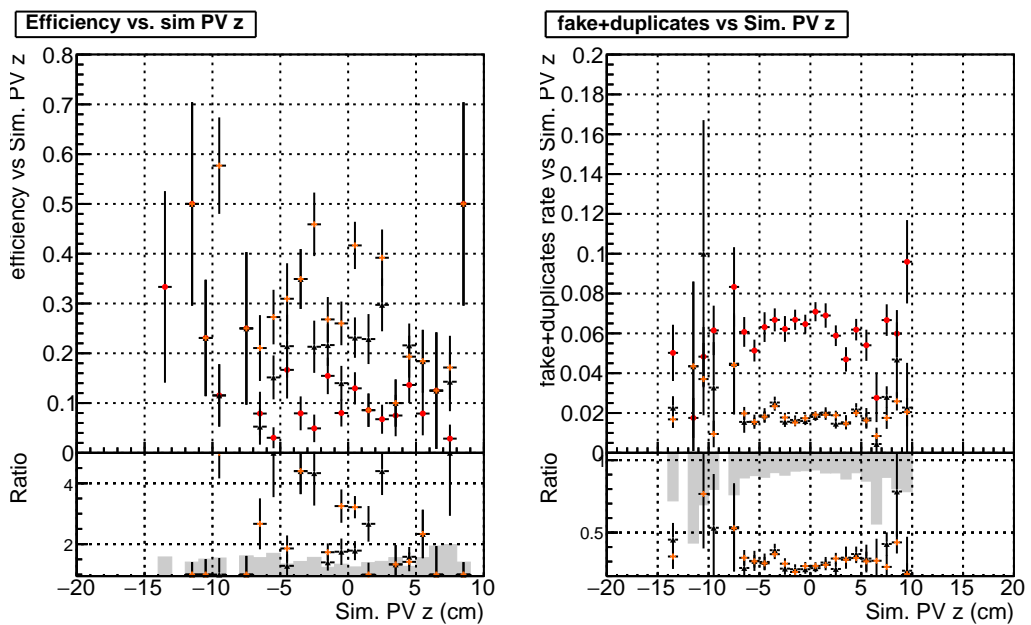 Efficiency vs. sim PV z
efficiency vs Sim. PV z
0.8
0.7
0.6
0.5
0.4
0.3
0.2
0.1
0
Ratio
4
2
−20 −15 −10 −5 0 5 10
Sim. PV z (cm)
fake+duplicates vs Sim. PV z
fake+duplicates rate vs Sim. PV z
0.2
0.18
0.16
0.14
0.12
0.1
0.08
0.06
0.04
0.02
0
Ratio
0.5
−20 −15 −10 −5 0 5 10 15 20
Sim. PV z (cm)